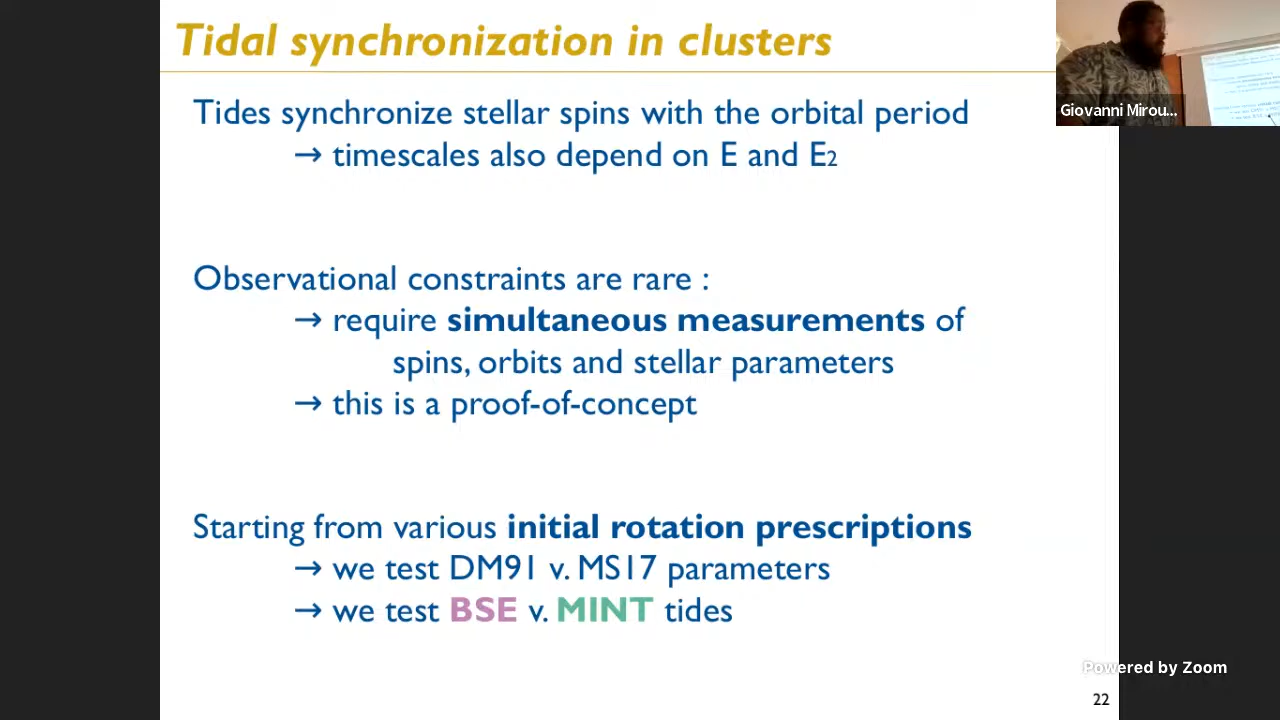 Tidal synchronization in clusters
Giovanni Mirou...
Tides synchronize stellar spins with the orbital period
→ timescales also depend on E and E2
Observational constraints are rare :
→ require simultaneous measurements of
spins, orbits and stellar parameters
→ this is a proof-of-concept
Starting from various initial rotation prescriptions
→ we test DM91 v. MS17 parameters
→ we test BSE v. MINT tides
Powered by Zoom
22